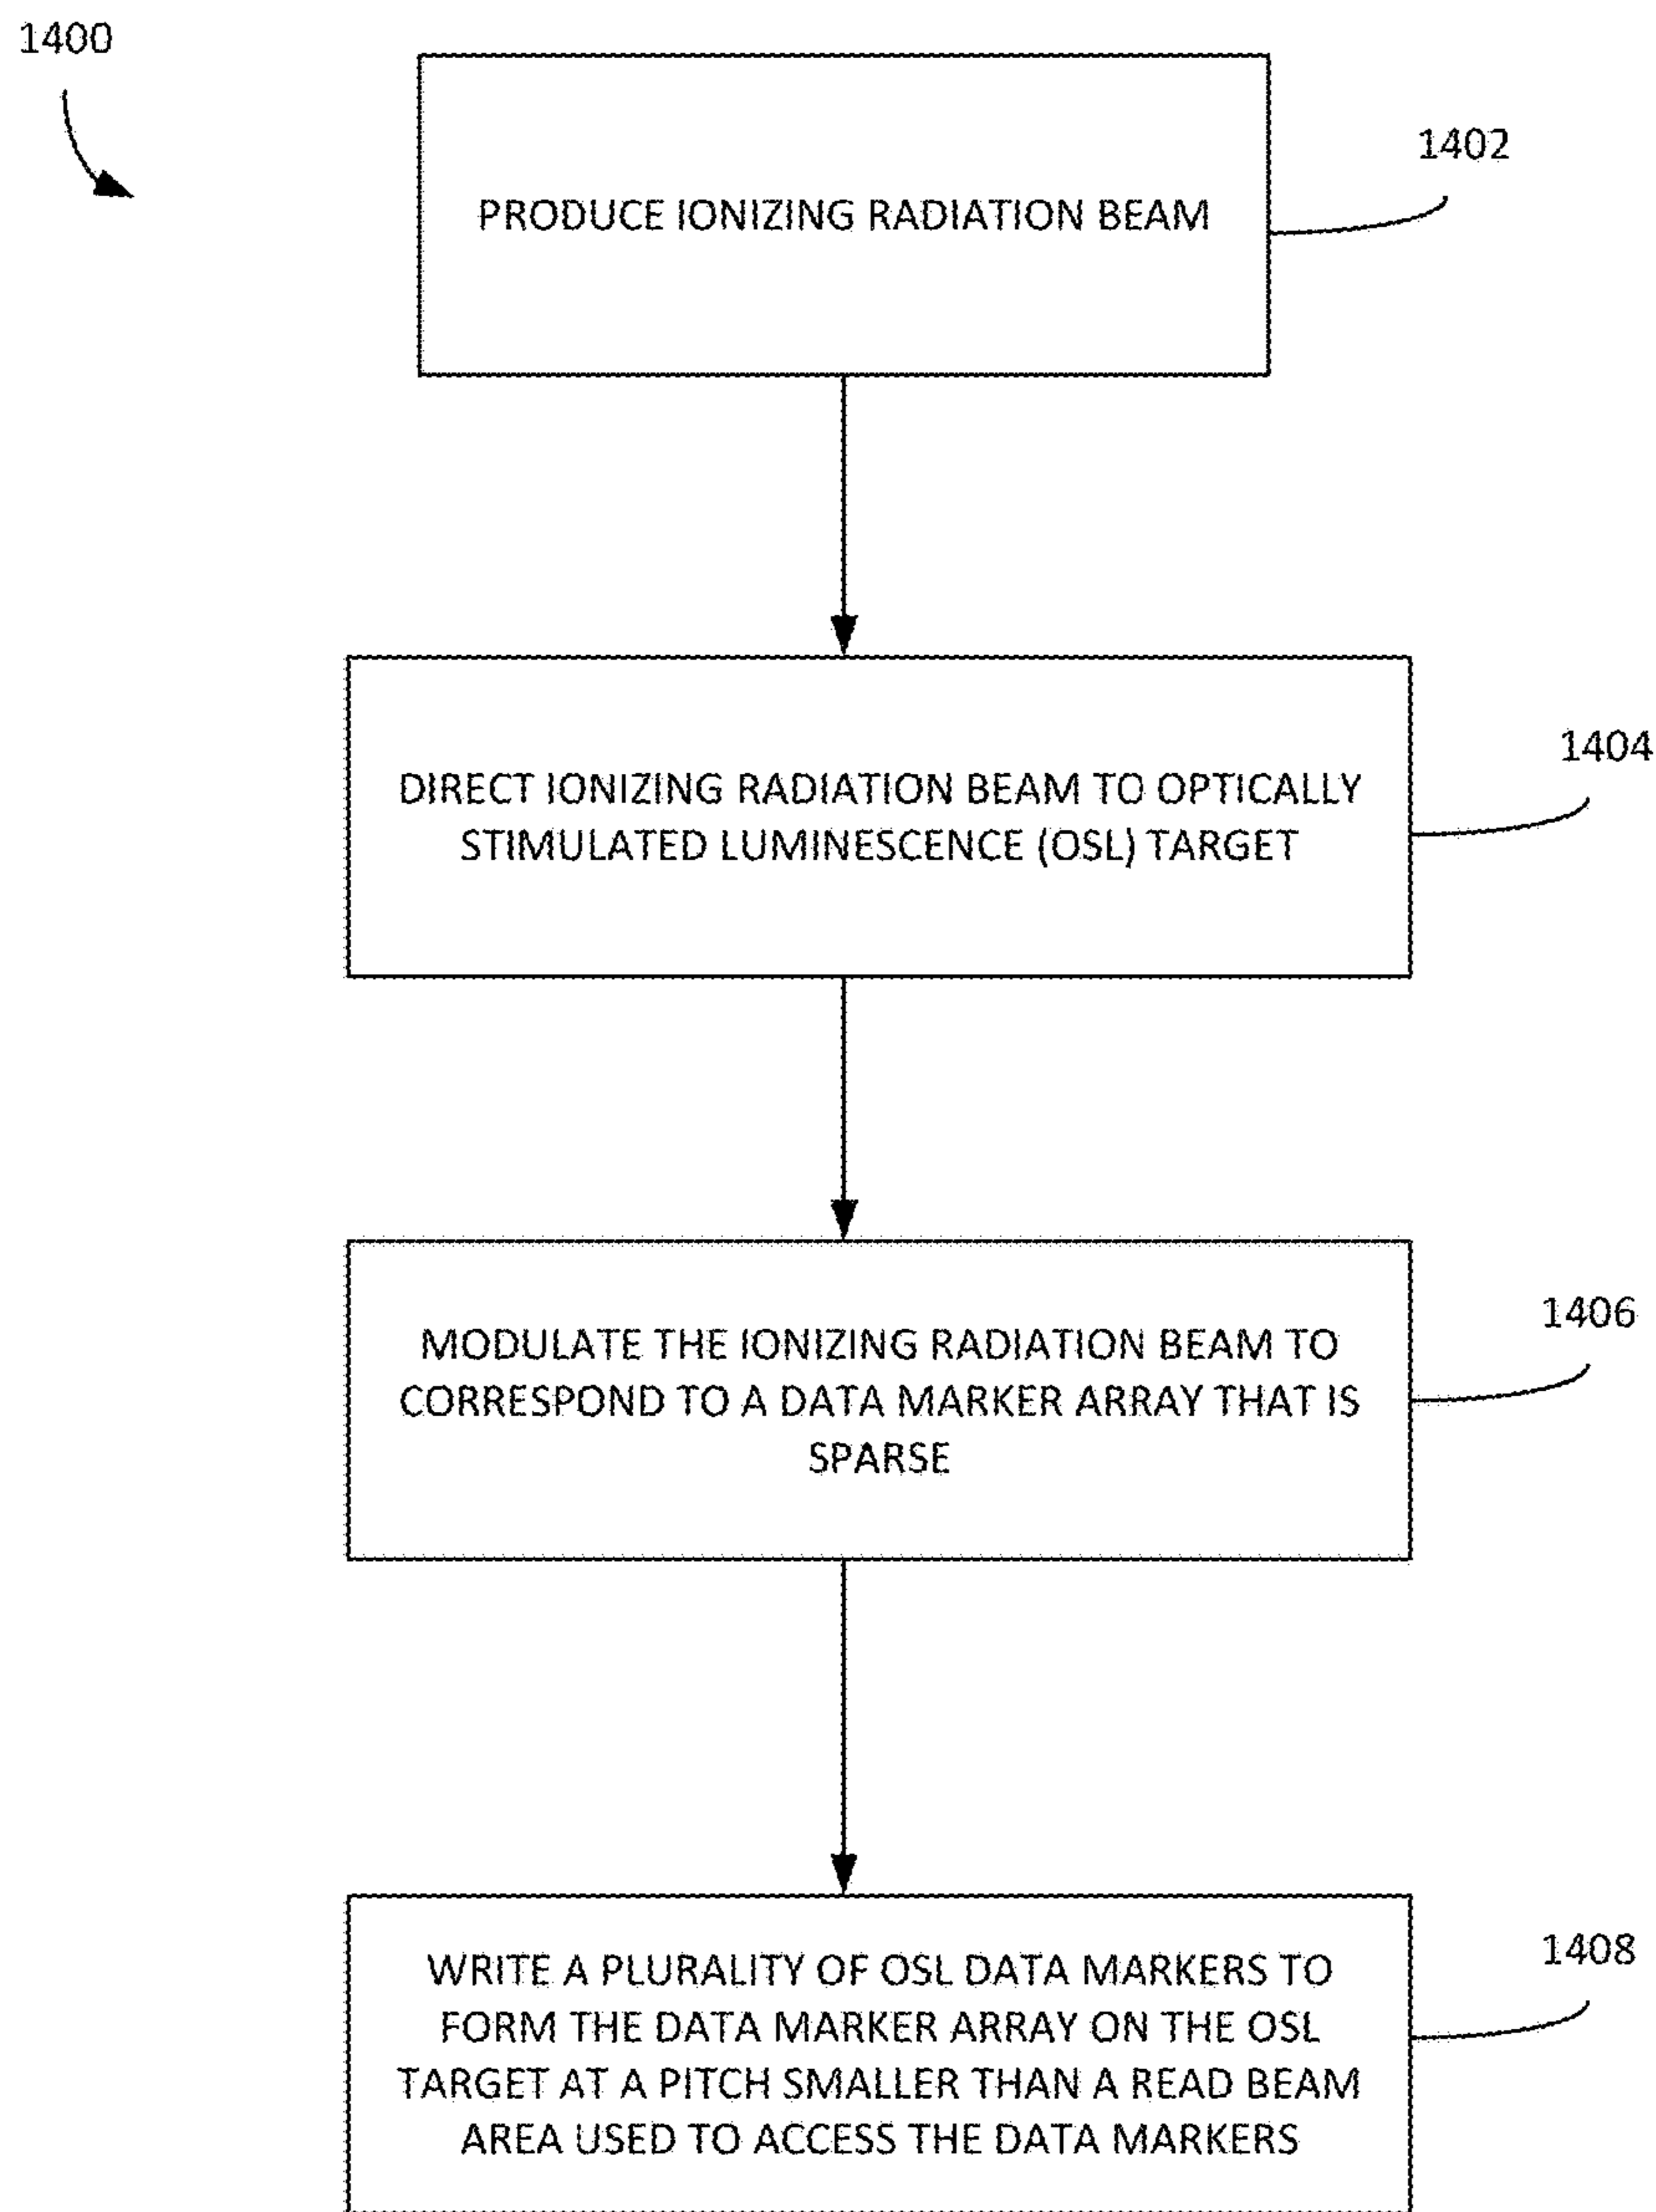 1400
PRODUCE IONIZING RADIATION BEAM
1402
DIRECT IONIZING RADIATION BEAM TO OPTICALLY
STIMULATED LUMINESCENCE (OSL) TARGET
1404
MODULATE THE IONIZING RADIATION BEAM TO
CORRESPOND TO A DATA MARKER ARRAY THAT IS
SPARSE
1406
WRITE A PLURALITY OF OSL DATA MARKERS TO
FORM THE DATA MARKER ARRAY ON THE OSL
TARGET AT A PITCH SMALLER THAN A READ BEAM
AREA USED TO ACCESS THE DATA MARKERS
1408